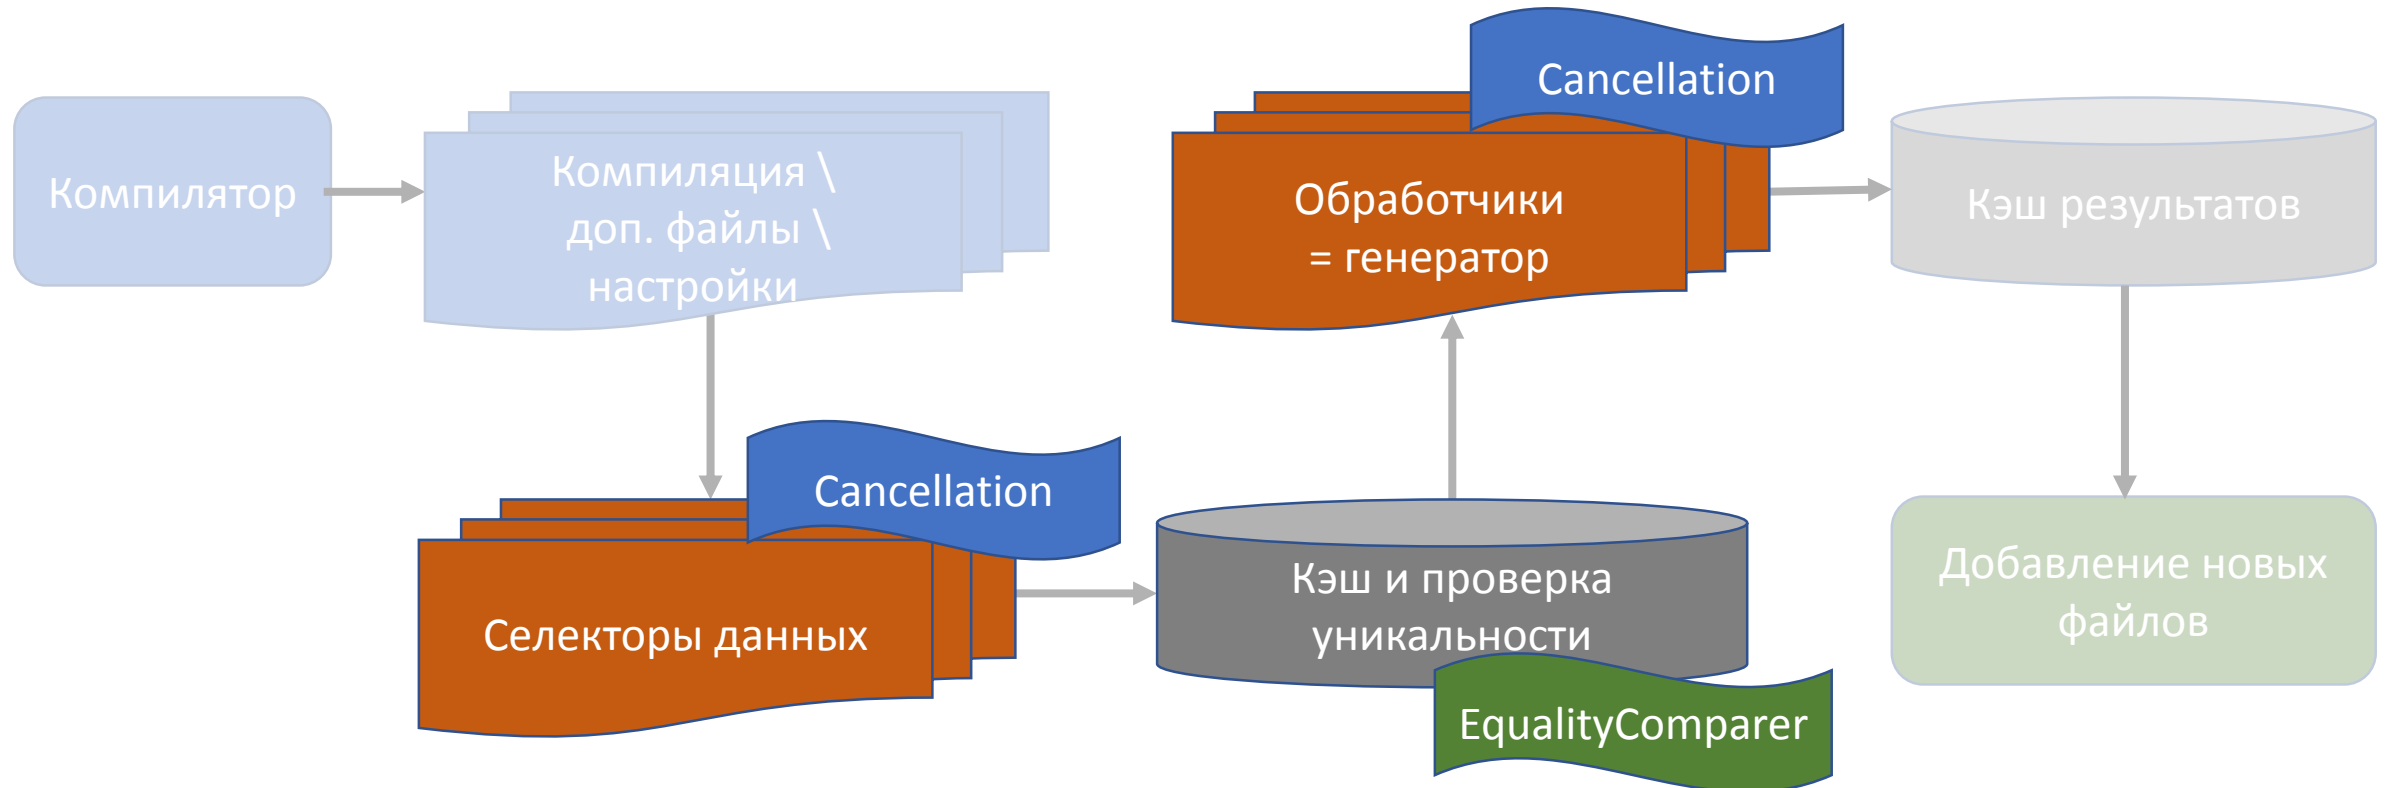 Компилятор
Компиляция \
доп. файлы \
настройки
Cancellation
Селекторы данных
Кэш и проверка
уникальности
EqualityComparer
Cancellation
Обработчики
= генератор
Кэш результатов
Добавление новых
файлов